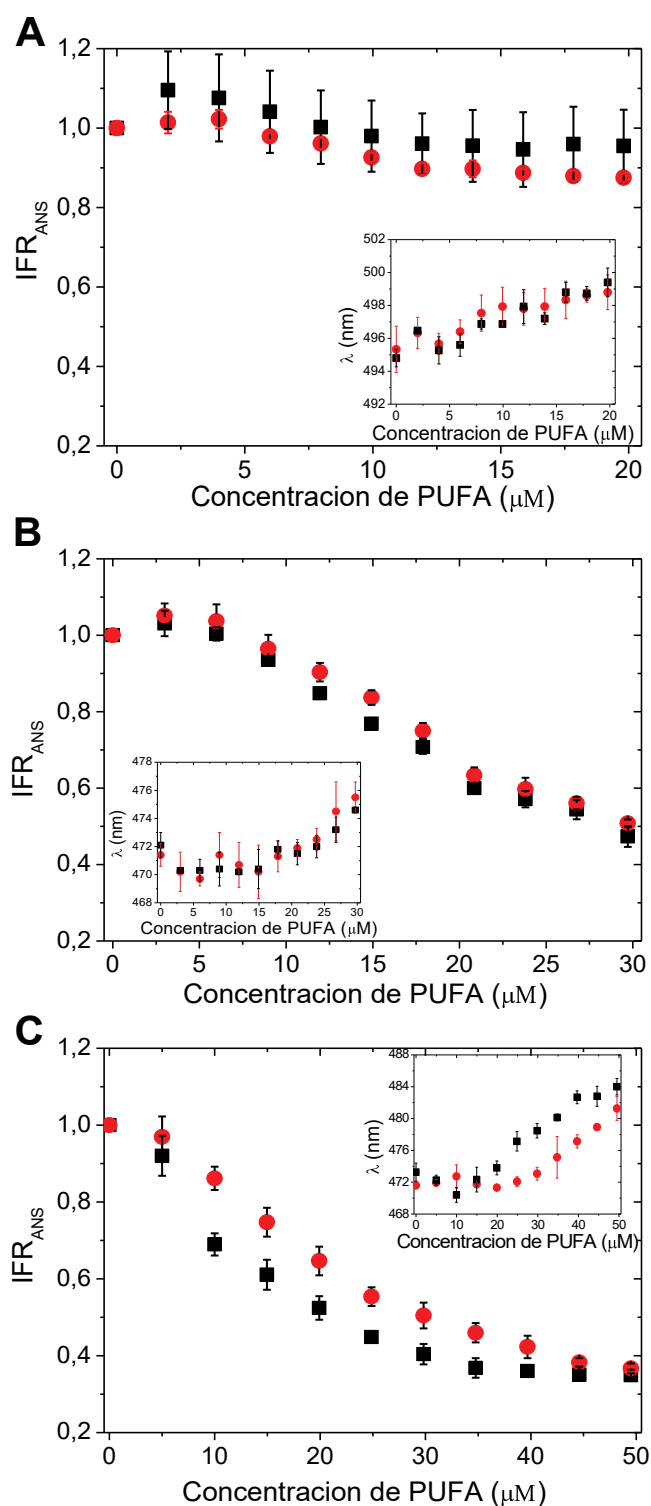 A
1,2
1,0
0,8
0,6
0,4
0,2
IFR_ANS
502
500
498
496
494
492
λ (nm)
0 5 10 15 20
Concentracion de PUFA (μM)
0 5 10 15 20
Concentracion de PUFA (μM)
B
1,2
1,0
0,8
0,6
0,4
0,2
IFR_ANS
478
476
474
472
470
468
λ (nm)
0 5 10 15 20 25 30
Concentracion de PUFA (μM)
0 5 10 15 20 25 30
Concentracion de PUFA (μM)
C
1,2
1,0
0,8
0,6
0,4
0,2
IFR_ANS
488
484
480
476
472
468
λ (nm)
0 10 20 30 40 50
Concentracion de PUFA (μM)
0 10 20 30 40 50
Concentracion de PUFA (μM)